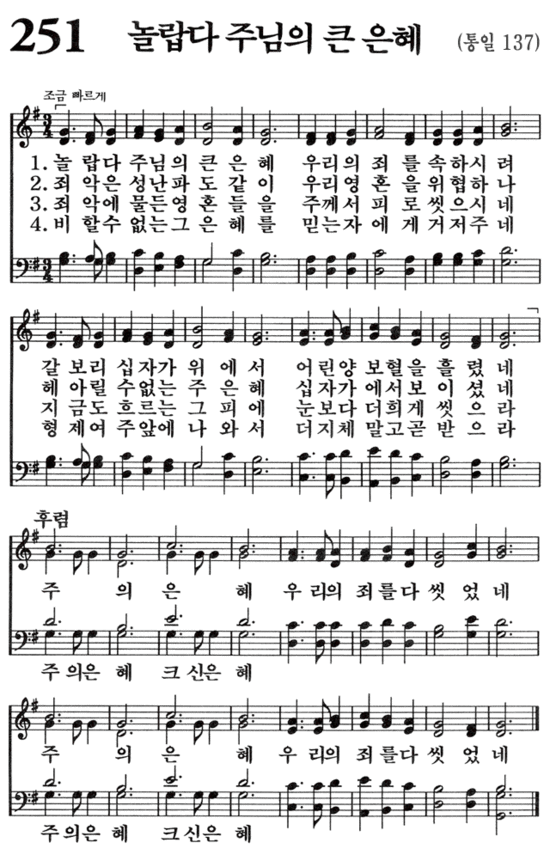 251 놀랍다 주님의 큰 은혜 (통일 137)
조금 빠르게
1. 놀 랍다 주님의 큰 은 혜 우리의 죄 를 속하시 려
2. 죄 악은 성난파 도 같 이 우리영 혼 을 위협하 나
3. 죄 악에 물든영 혼 들 을 주께서 피 로 씻으시 네
4. 비 할수 없는그 은 혜 를 믿는자 에 게 거저주 네
갈 보리 십자가 위 에 서 어린양 보 혈을 흘 렸 네
헤 아릴 수없는 주 은 혜 십자가 에서보 이 셨 네
지 금도 흐르는 그 피 에 눈보다 더희게 씻 으 라
형 제여 주앞에 나 와 서 더지체 말고곧 받 으 라
후렴
주 의 은 혜 우 리의 죄 를다 씻 었 네
주 의은 혜 크 신은 혜
주 의 은 혜 우 리의 죄 를다 씻 었 네
주 의은 혜 크신은 혜